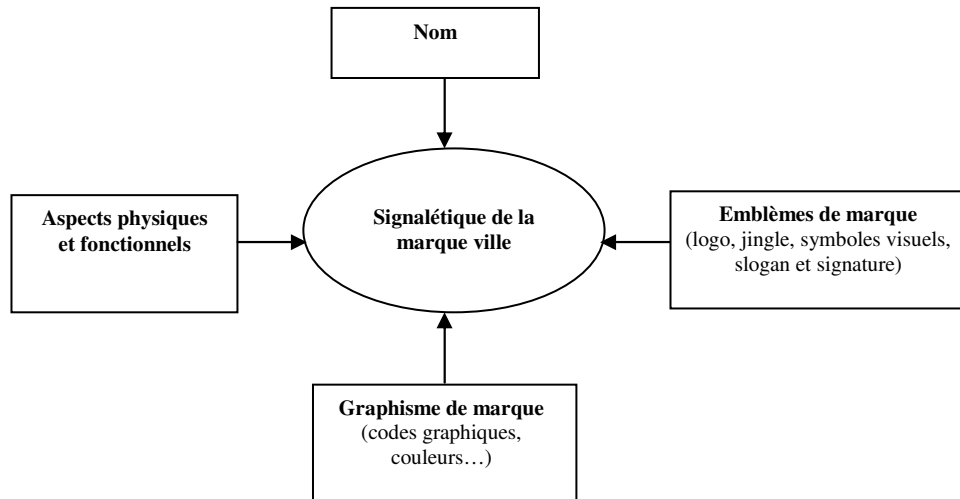 Nom
Aspects physiques
et fonctionnels
Signalétique de la
marque ville
Emblèmes de marque
(logo, jingle, symboles visuels,
slogan et signature)
Graphisme de marque
(codes graphiques,
couleurs…)